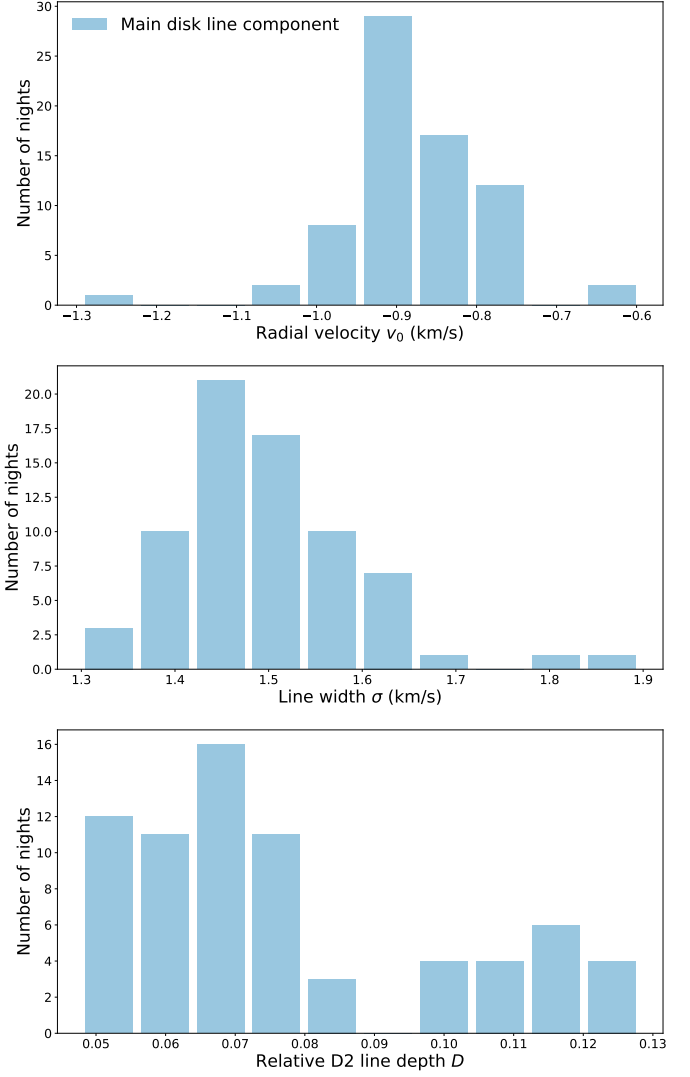 Main disk line component
Number of nights
30
25
20
15
10
5
0
−1.3 −1.2 −1.1 −1.0 −0.9 −0.8 −0.7 −0.6
Radial velocity v₀ (km/s)
Number of nights
20.0
17.5
15.0
12.5
10.0
7.5
5.0
2.5
0.0
1.3 1.4 1.5 1.6 1.7 1.8 1.9
Line width σ (km/s)
Number of nights
16
14
12
10
8
6
4
2
0
0.05 0.06 0.07 0.08 0.09 0.10 0.11 0.12 0.13
Relative D2 line depth D